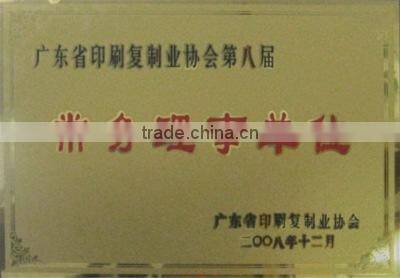 广东省印刷复制业协会第八届
trade.china.cn
常务理事单位
广东省印刷复制业协会
二〇〇八年十二月